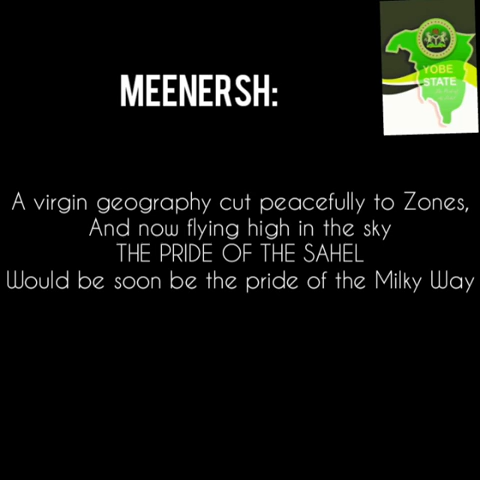 MEENERSH:
YOBE
STATE
A virgin geography cut peacefully to Zones,
And now flying high in the sky
THE PRIDE OF THE SAHEL
Would be soon be the pride of the Milky Way